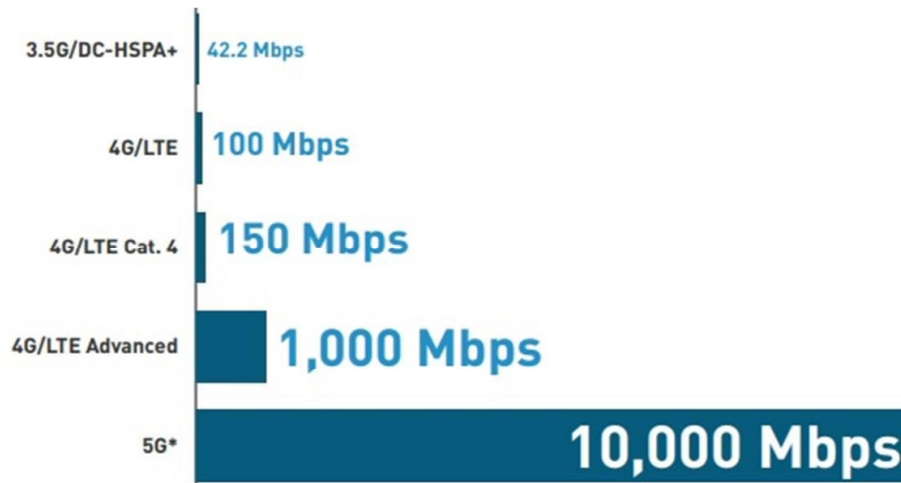 3.5G/DC-HSPA+ 42.2 Mbps
4G/LTE 100 Mbps
4G/LTE Cat. 4 150 Mbps
4G/LTE Advanced 1,000 Mbps
5G* 10,000 Mbps